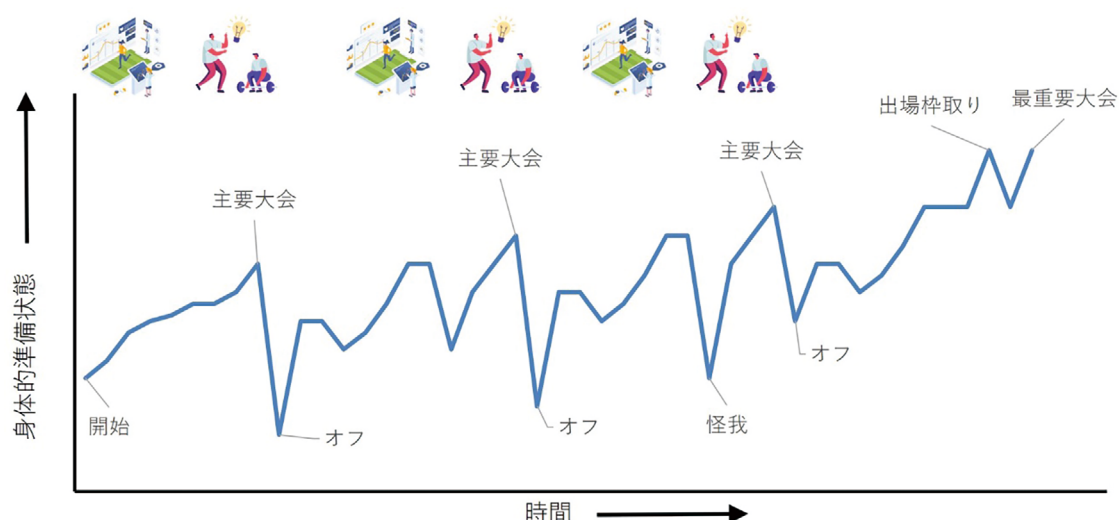 出場枠取り
最重要大会
主要大会
主要大会
主要大会
身体的準備状態
開始
オフ
オフ
怪我
オフ
時間